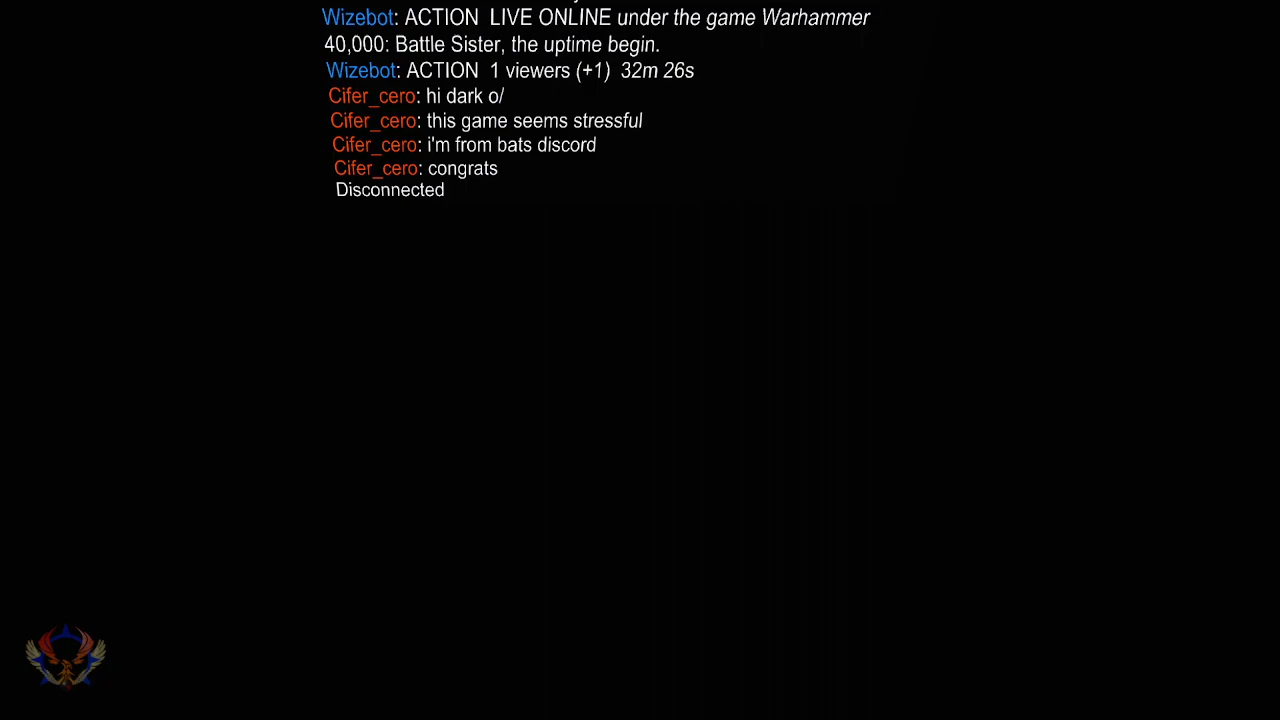 Wizebot: ACTION  LIVE ONLINE under the game Warhammer
40,000: Battle Sister, the uptime begin.
Wizebot: ACTION  1 viewers (+1)  32m 26s
Cifer_cero: hi dark o/
Cifer_cero: this game seems stressful
Cifer_cero: i'm from bats discord
Cifer_cero: congrats
Disconnected